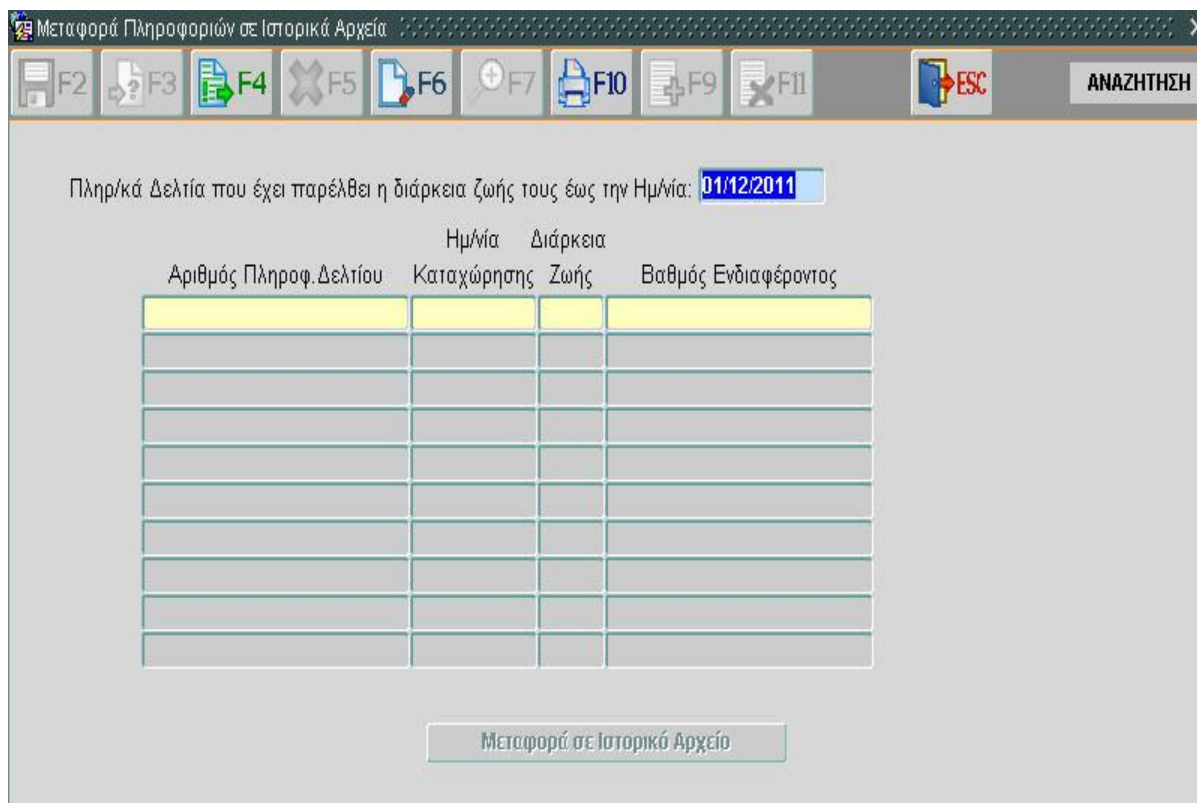 Μεταφορά Πληροφοριών σε Ιστορικά Αρχεία
F2 F3 F4 F5 F6 F7 F10 F9 F11 ESC ΑΝΑΖΗΤΗΣΗ
Πληρ/κά Δελτία που έχει παρέλθει η διάρκεια ζωής τους έως την Ημ/νία: 01/12/2011
Ημ/νία Διάρκεια
Αριθμός Πληροφ.Δελτίου Καταχώρησης Ζωής Βαθμός Ενδιαφέροντος
Μεταφορά σε Ιστορικό Αρχείο